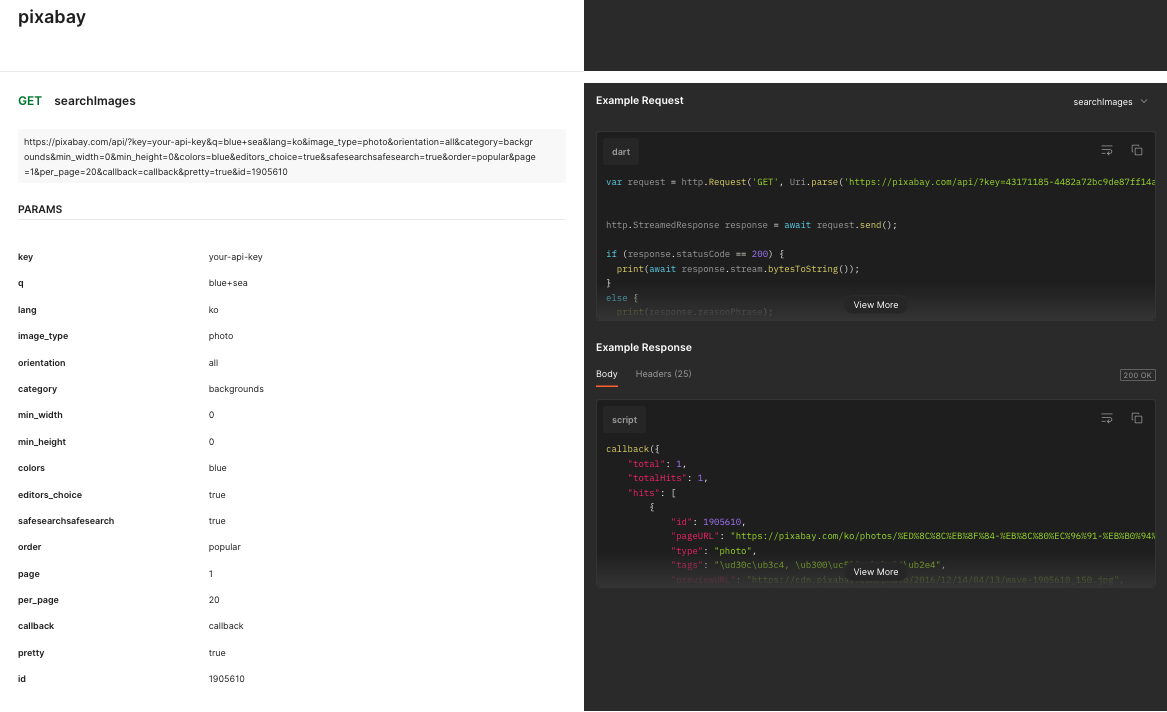 pixabay
GET searchImages
https://pixabay.com/api/?key=your-api-key&q=blue+sea&lang=ko&image_type=photo&orientation=all&category=backgr
ounds&min_width=0&min_height=0&colors=blue&editors_choice=true&safesearchsafesearch=true&order=popular&page
=1&per_page=20&callback=callback&pretty=true&id=1905610
PARAMS
key your-api-key
q blue+sea
lang ko
image_type photo
orientation all
category backgrounds
min_width 0
min_height 0
colors blue
editors_choice true
safesearchsafesearch true
order popular
page 1
per_page 20
callback callback
pretty true
id 1905610
Example Request
searchImages
dart
var request = http.Request('GET', Uri.parse('https://pixabay.com/api/?key=43171185-4482a72bc9de87ff14a
http.StreamedResponse response = await request.send();
if (response.statusCode == 200) {
print(await response.stream.bytesToString());
}
else {
print(response.reasonPhrase);
View More
Example Response
Body Headers (25)
200 OK
script
callback({
"total": 1,
"totalHits": 1,
"hits": [
{
"id": 1905610,
"pageURL": "https://pixabay.com/ko/photos/%ED%8C%8C%EB%8F%84-%EB%8C%80%EC%96%91-%EB%B0%94%
"type": "photo",
"tags": "\ud30c\ub3c4, \ub300\uc \ub2e4",
"previewURL": "https://cdn.pixaba /2016/12/14/04/13/wave-1905610_150.jpg",
View More